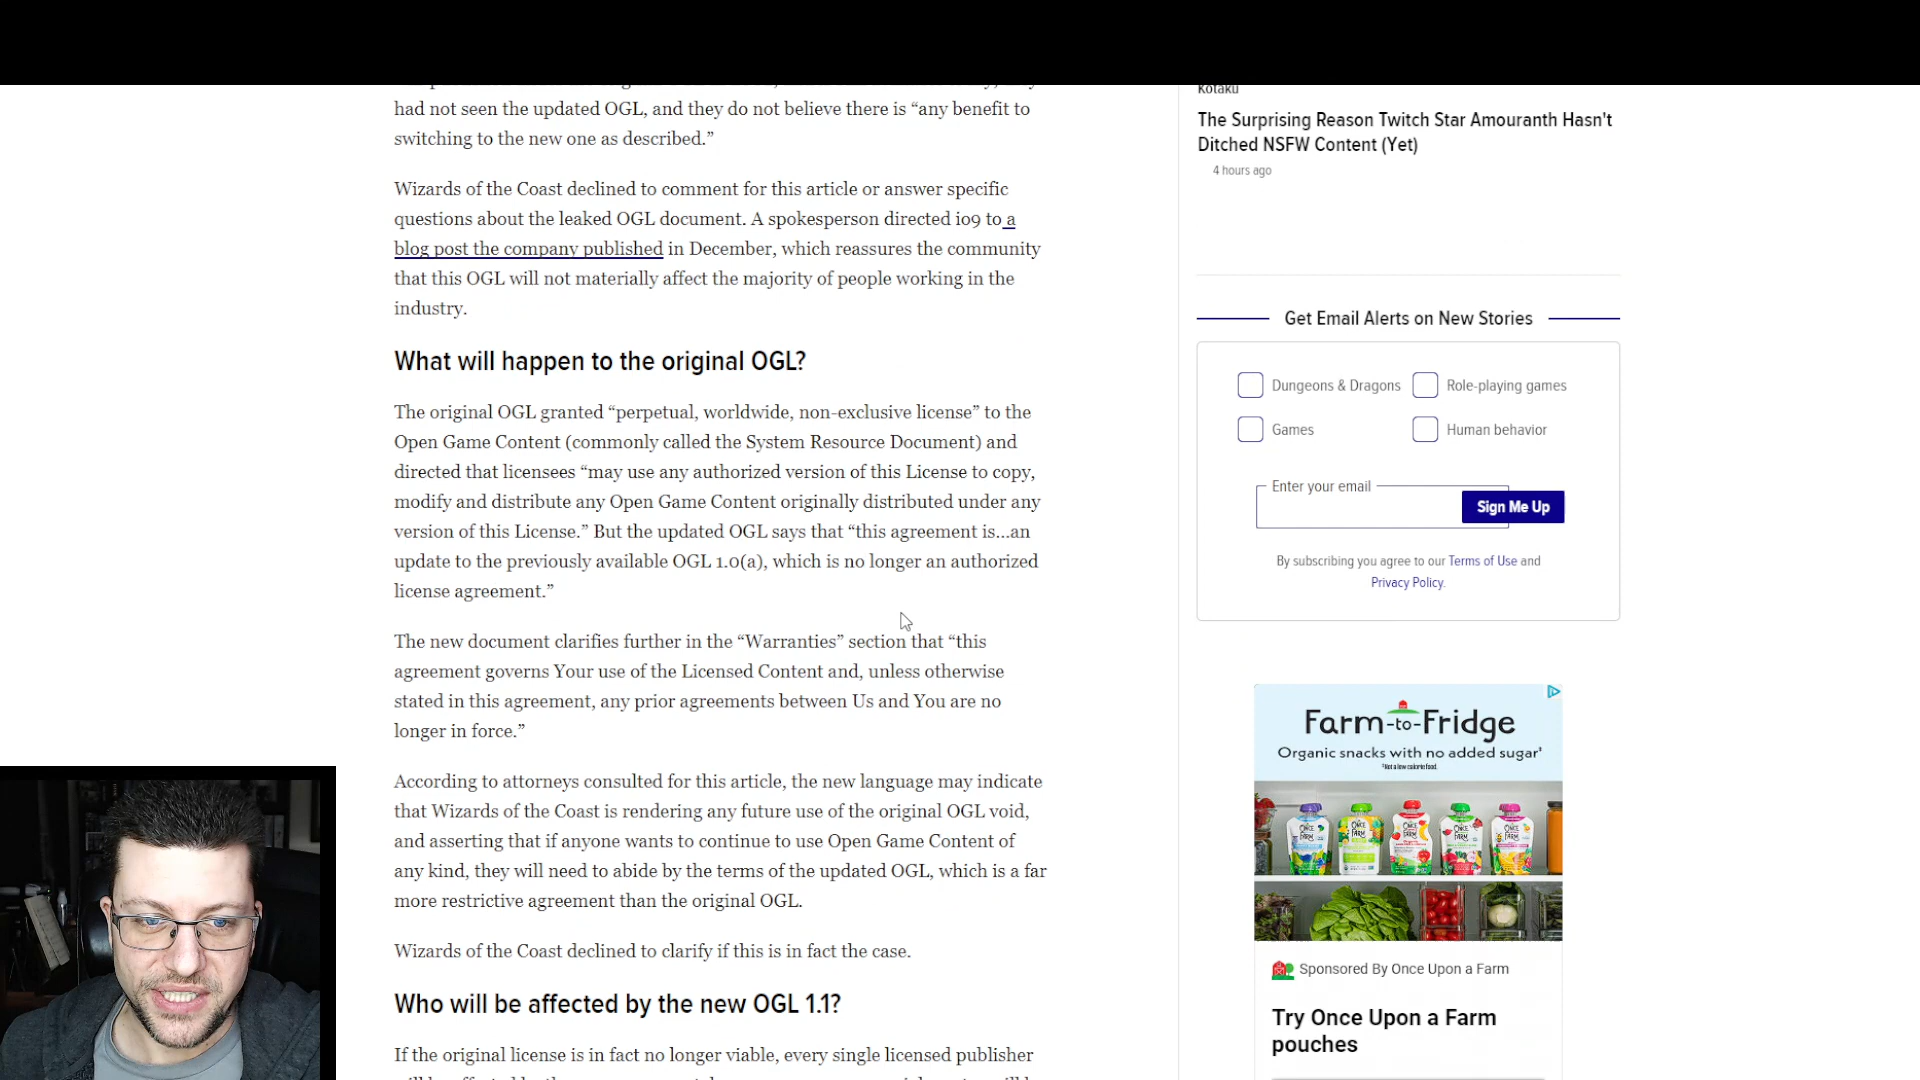 had not seen the updated OGL, and they do not believe there is “any benefit to
switching to the new one as described.”
Wizards of the Coast declined to comment for this article or answer specific
questions about the leaked OGL document. A spokesperson directed io9 to a
blog post the company published in December, which reassures the community
that this OGL will not materially affect the majority of people working in the
industry.
What will happen to the original OGL?
The original OGL granted “perpetual, worldwide, non-exclusive license” to the
Open Game Content (commonly called the System Resource Document) and
directed that licensees “may use any authorized version of this License to copy,
modify and distribute any Open Game Content originally distributed under any
version of this License.” But the updated OGL says that “this agreement is…an
update to the previously available OGL 1.0(a), which is no longer an authorized
license agreement.”
The new document clarifies further in the “Warranties” section that “this
agreement governs Your use of the Licensed Content and, unless otherwise
stated in this agreement, any prior agreements between Us and You are no
longer in force.”
According to attorneys consulted for this article, the new language may indicate
that Wizards of the Coast is rendering any future use of the original OGL void,
and asserting that if anyone wants to continue to use Open Game Content of
any kind, they will need to abide by the terms of the updated OGL, which is a far
more restrictive agreement than the original OGL.
Wizards of the Coast declined to clarify if this is in fact the case.
Who will be affected by the new OGL 1.1?
If the original license is in fact no longer viable, every single licensed publisher
Kotaku
The Surprising Reason Twitch Star Amouranth Hasn't
Ditched NSFW Content (Yet)
4 hours ago
Get Email Alerts on New Stories
Dungeons & Dragons
Role-playing games
Games
Human behavior
Enter your email
Sign Me Up
By subscribing you agree to our Terms of Use and
Privacy Policy.
Farm-to-Fridge
Organic snacks with no added sugar¹
¹Not a low calorie food.
Sponsored By Once Upon a Farm
Try Once Upon a Farm
pouches